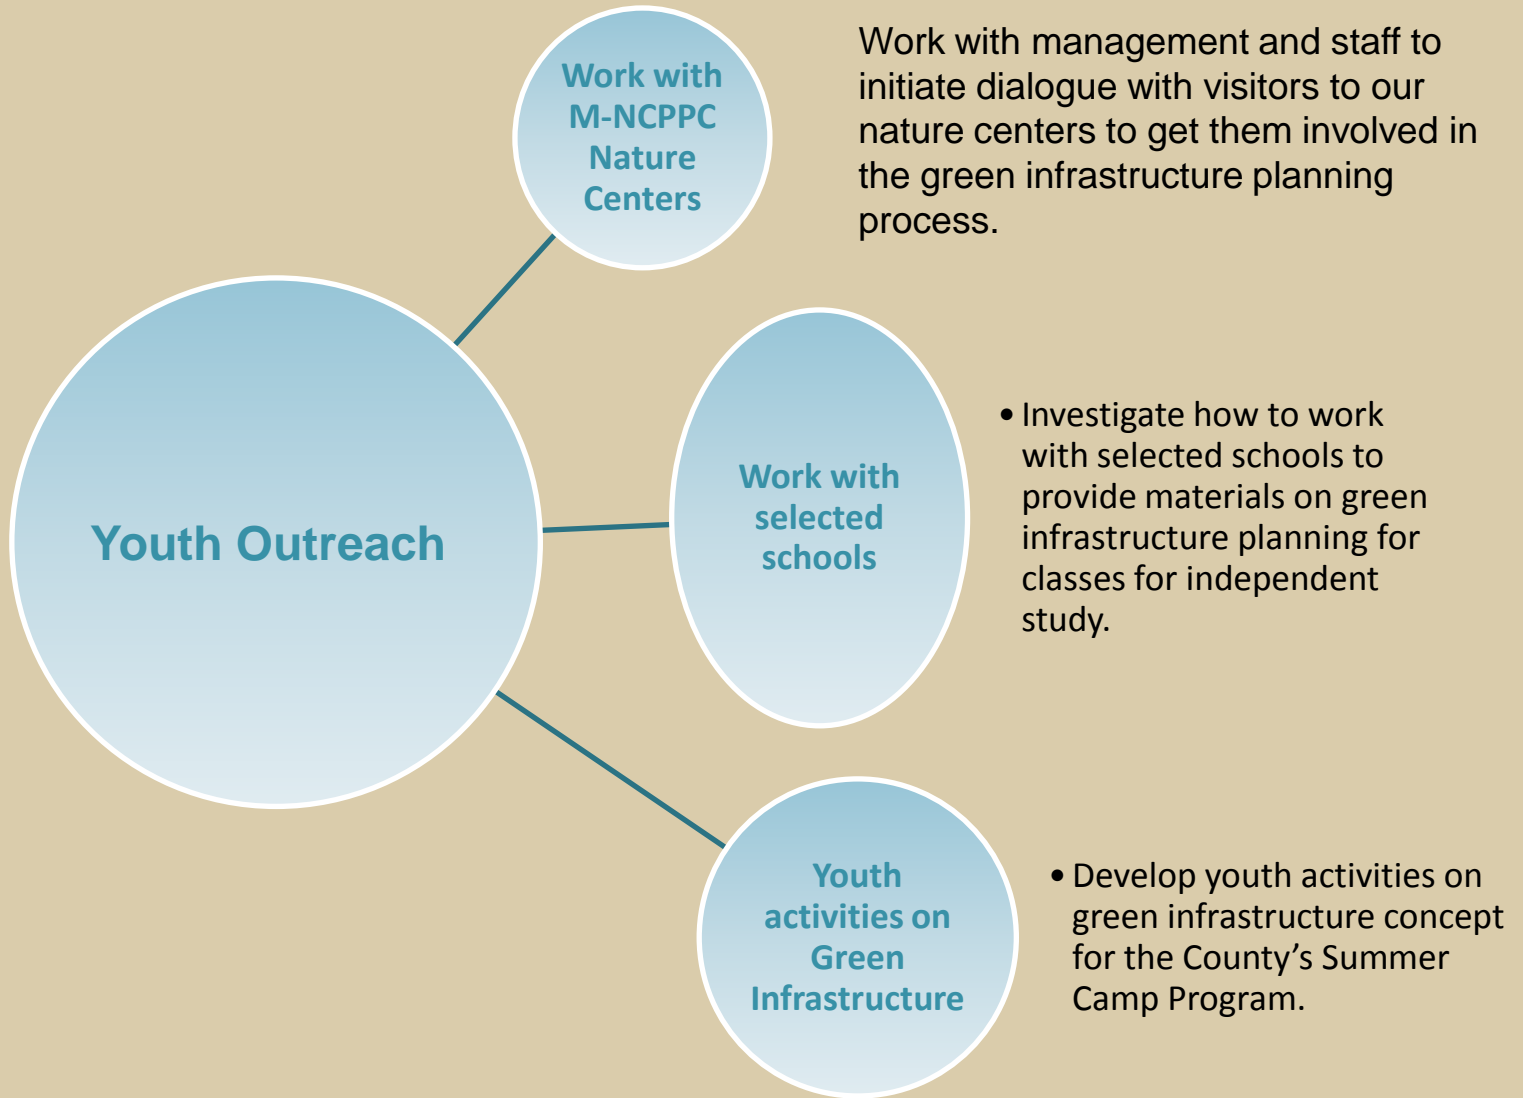 Work with
M-NCPPC
Nature
Centers
Work with management and staff to
initiate dialogue with visitors to our
nature centers to get them involved in
the green infrastructure planning
process.
Youth Outreach
Work with
selected
schools
• Investigate how to work
with selected schools to
provide materials on green
infrastructure planning for
classes for independent
study.
Youth
activities on
Green
Infrastructure
• Develop youth activities on
green infrastructure concept
for the County’s Summer
Camp Program.